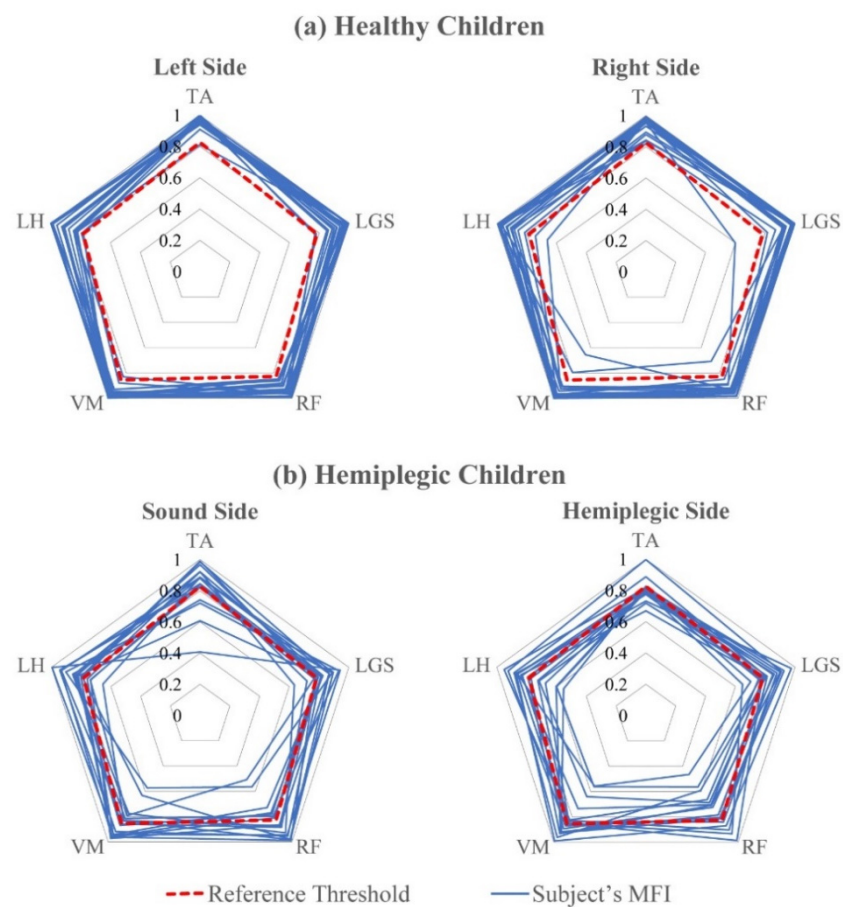 (a) Healthy Children
Left Side
Right Side
TA
TA
1
0.8
0.6
0.4
0.2
0
1
0.8
0.6
0.4
0.2
0
LH
LGS
LH
LGS
VM
RF
VM
RF
(b) Hemiplegic Children
Sound Side
Hemiplegic Side
TA
TA
1
0.8
0.6
0.4
0.2
0
1
0.8
0.6
0.4
0.2
0
LH
LGS
LH
LGS
VM
RF
VM
RF
Reference Threshold
Subject's MFI